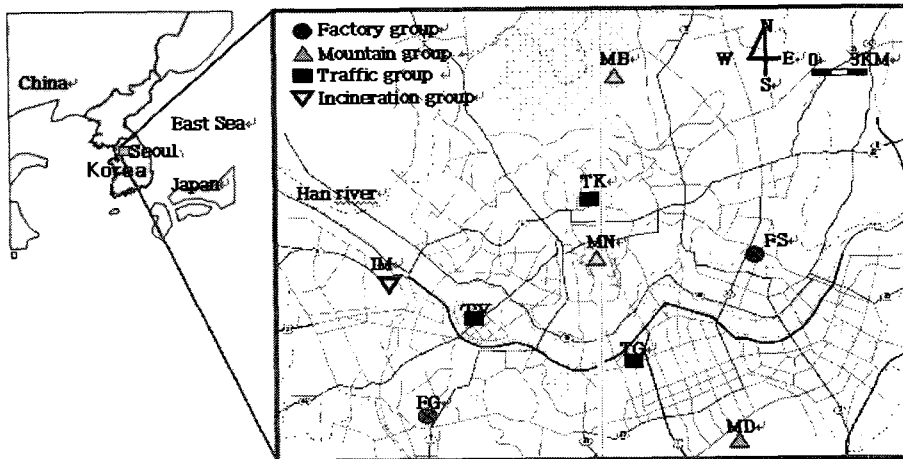 Factory group
Mountain group
Traffic group
Incineration group
China
East Sea
Seoul
Korea
Japan
Han river
N
W E
S
0 3KM
MB
TK
MN
FS
IM
TG
FG
MD